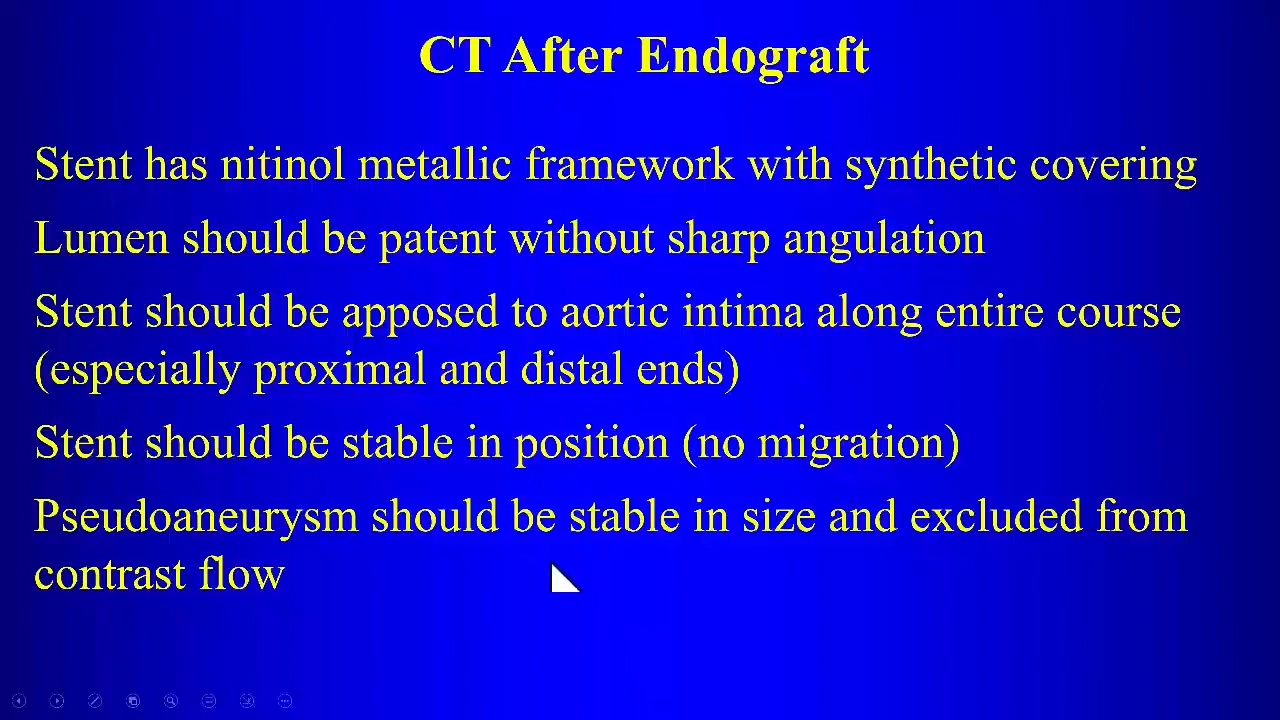 CT After Endograft
Stent has nitinol metallic framework with synthetic covering
Lumen should be patent without sharp angulation
Stent should be apposed to aortic intima along entire course
(especially proximal and distal ends)
Stent should be stable in position (no migration)
Pseudoaneurysm should be stable in size and excluded from
contrast flow